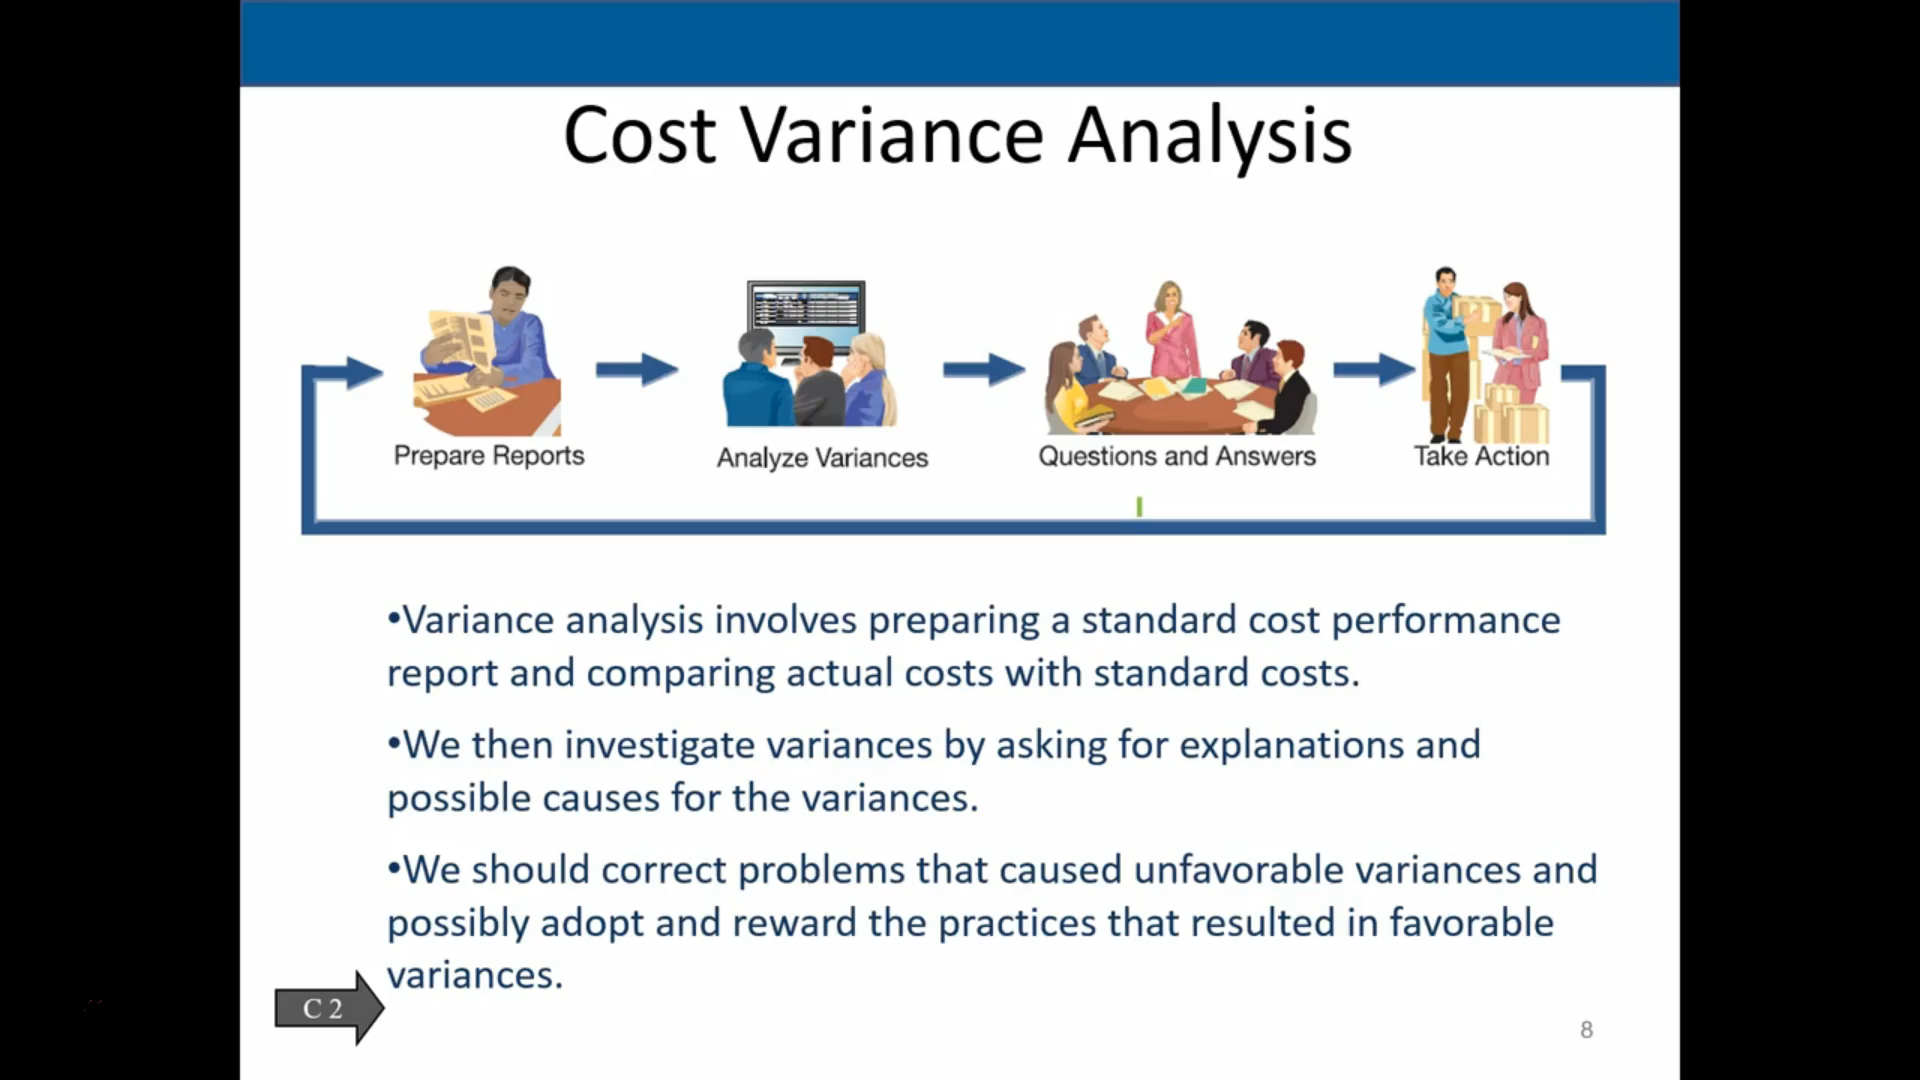 Cost Variance Analysis
Prepare Reports
Analyze Variances
Questions and Answers
Take Action
•Variance analysis involves preparing a standard cost performance
report and comparing actual costs with standard costs.
•We then investigate variances by asking for explanations and
possible causes for the variances.
•We should correct problems that caused unfavorable variances and
possibly adopt and reward the practices that resulted in favorable
variances.
C 2
8